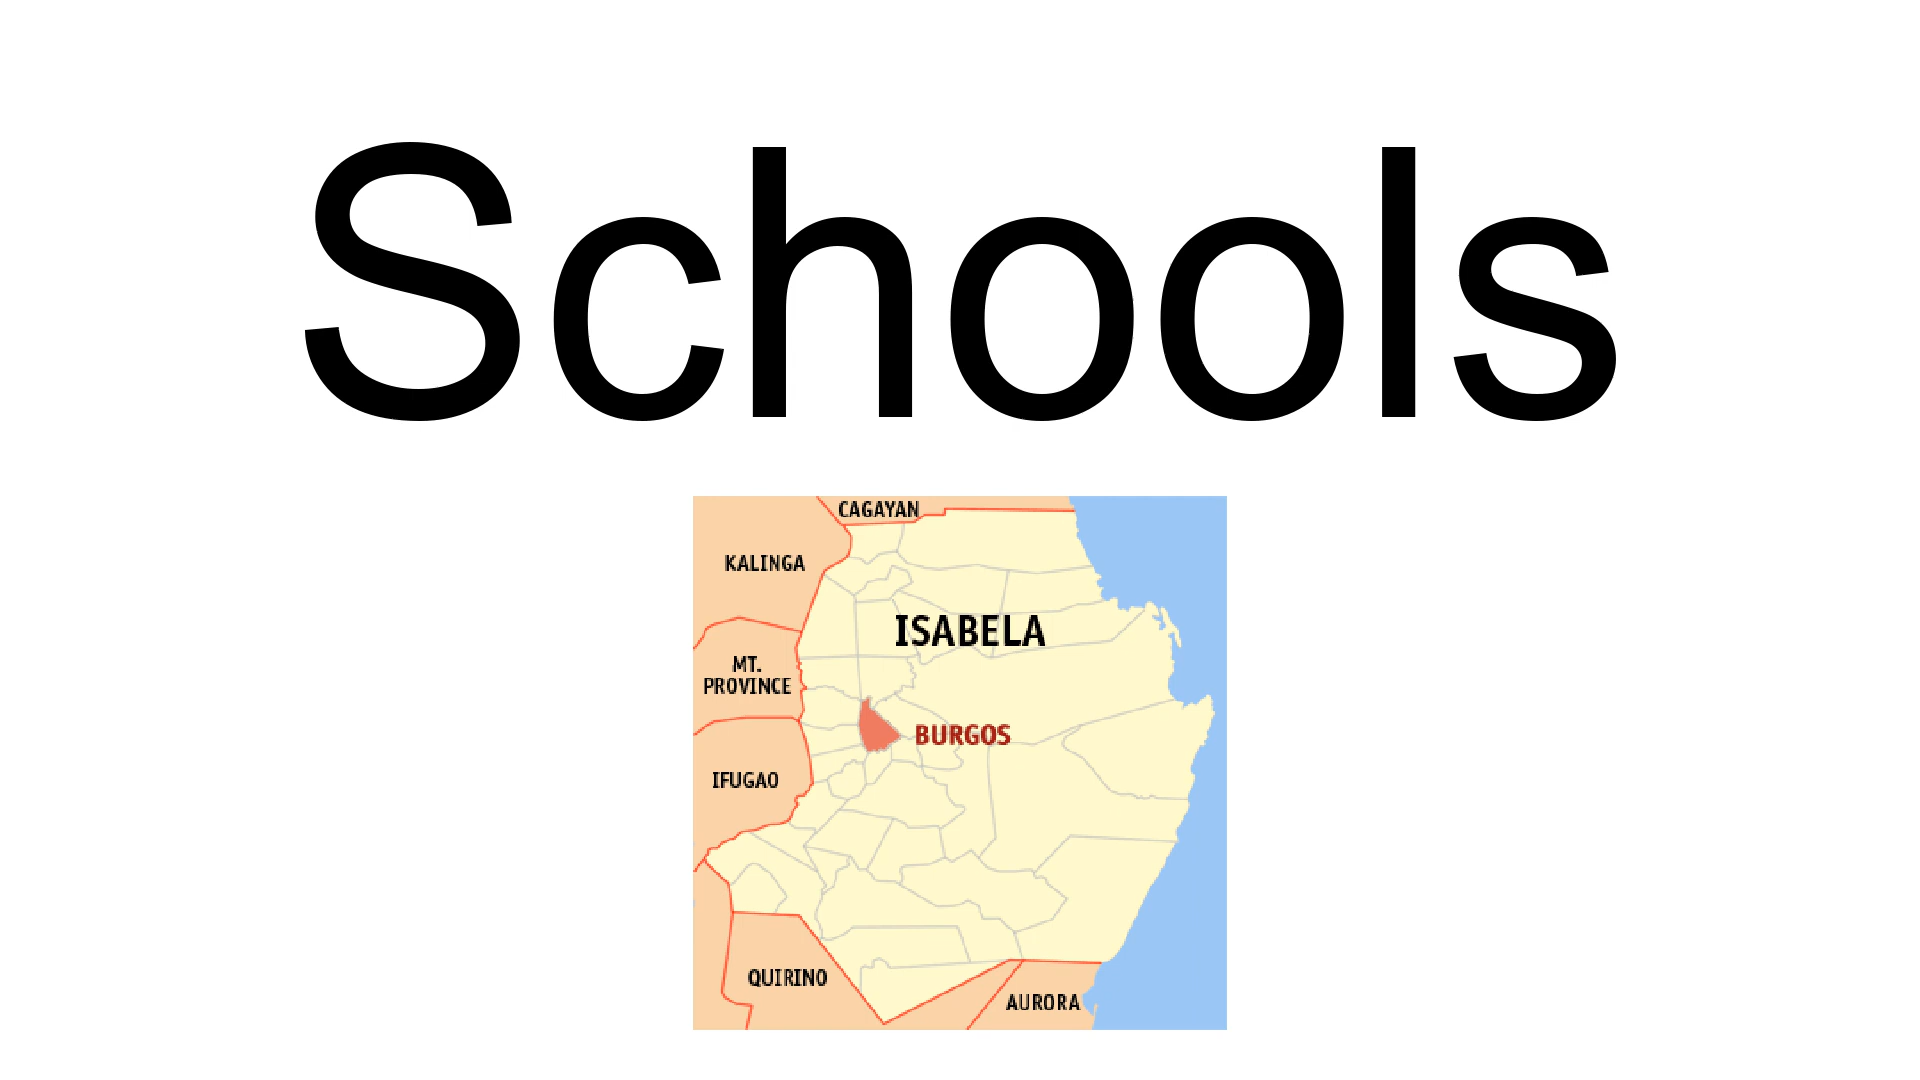 Schools
CAGAYAN
KALINGA
ISABELA
MT.
PROVINCE
BURGOS
IFUGAO
QUIRINO
AURORA